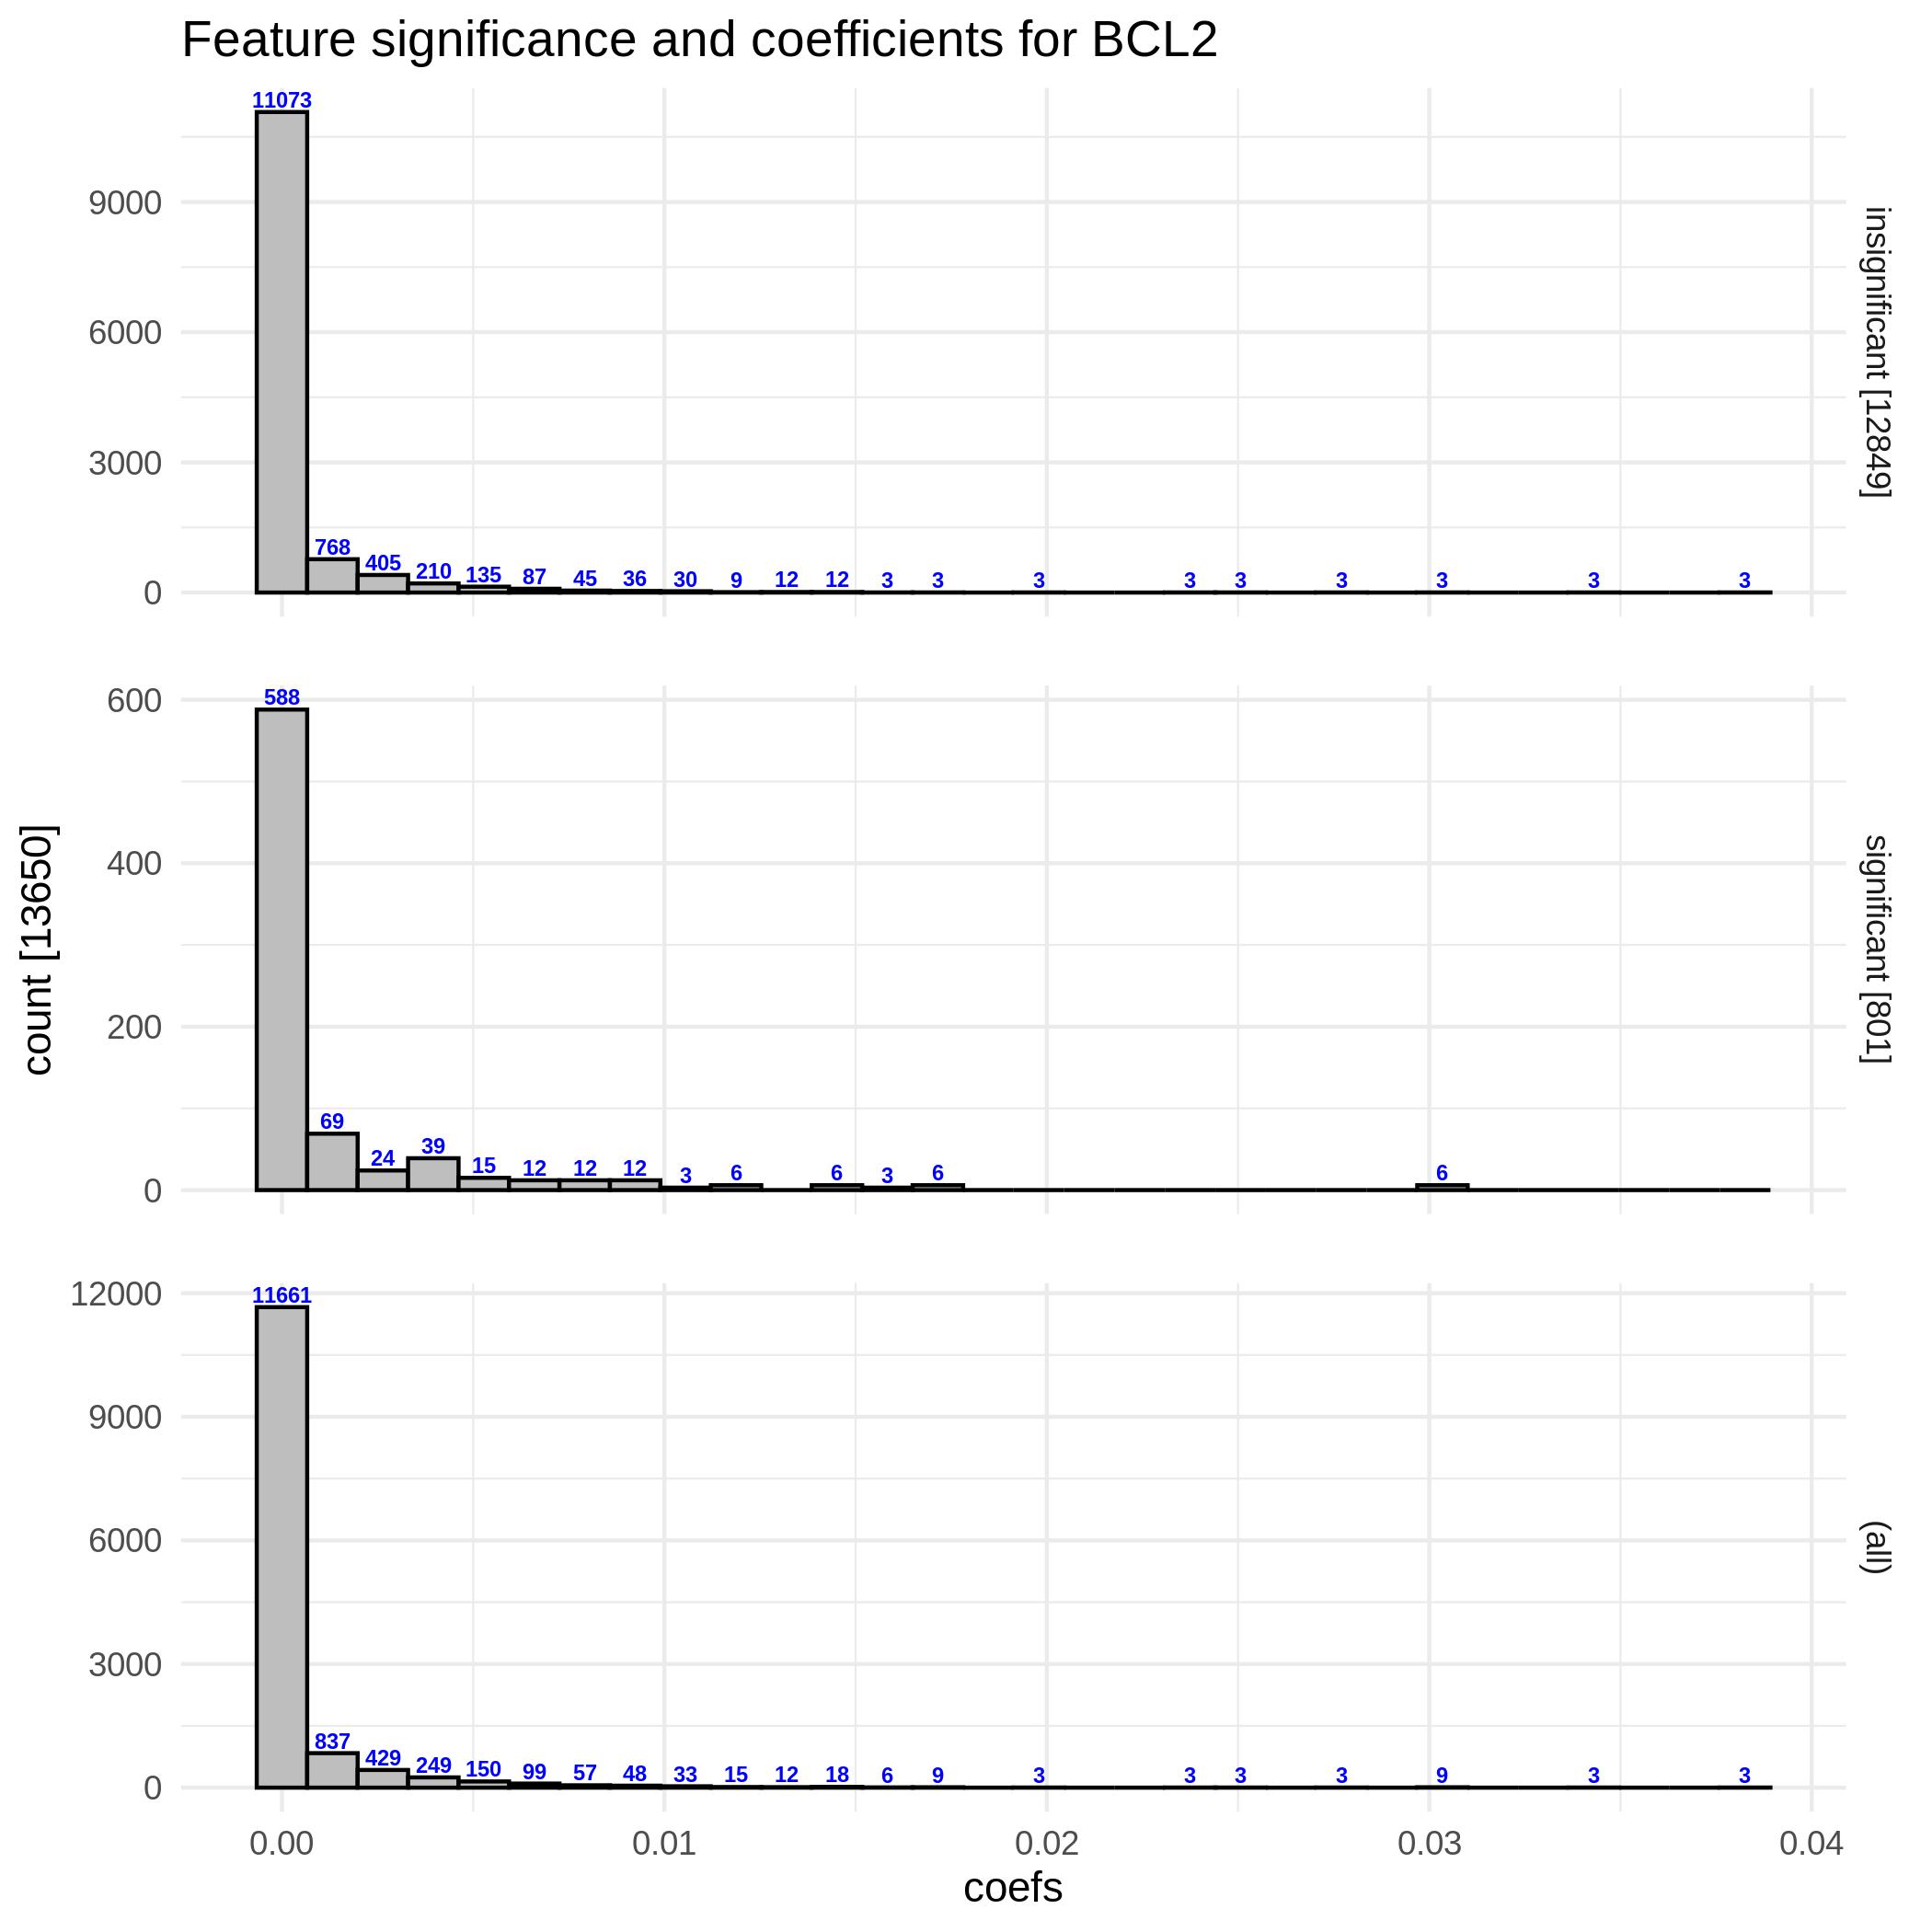 Feature significance and coefficients for BCL2
11073
9000
6000
3000
0
768 405 210 135 87 45 36 30 9 12 12 3 3 3 3 3 3 3 3 3
insignificant [12849]
count [13650]
600
400
200
0
588
69 24 39 15 12 12 12 3 6 6 3 6 6
significant [801]
12000
9000
6000
3000
0
11661
837 429 249 150 99 57 48 33 15 12 18 6 9 3 3 3 3 9 3 3
(all)
0.00 0.01 0.02 0.03 0.04
coefs